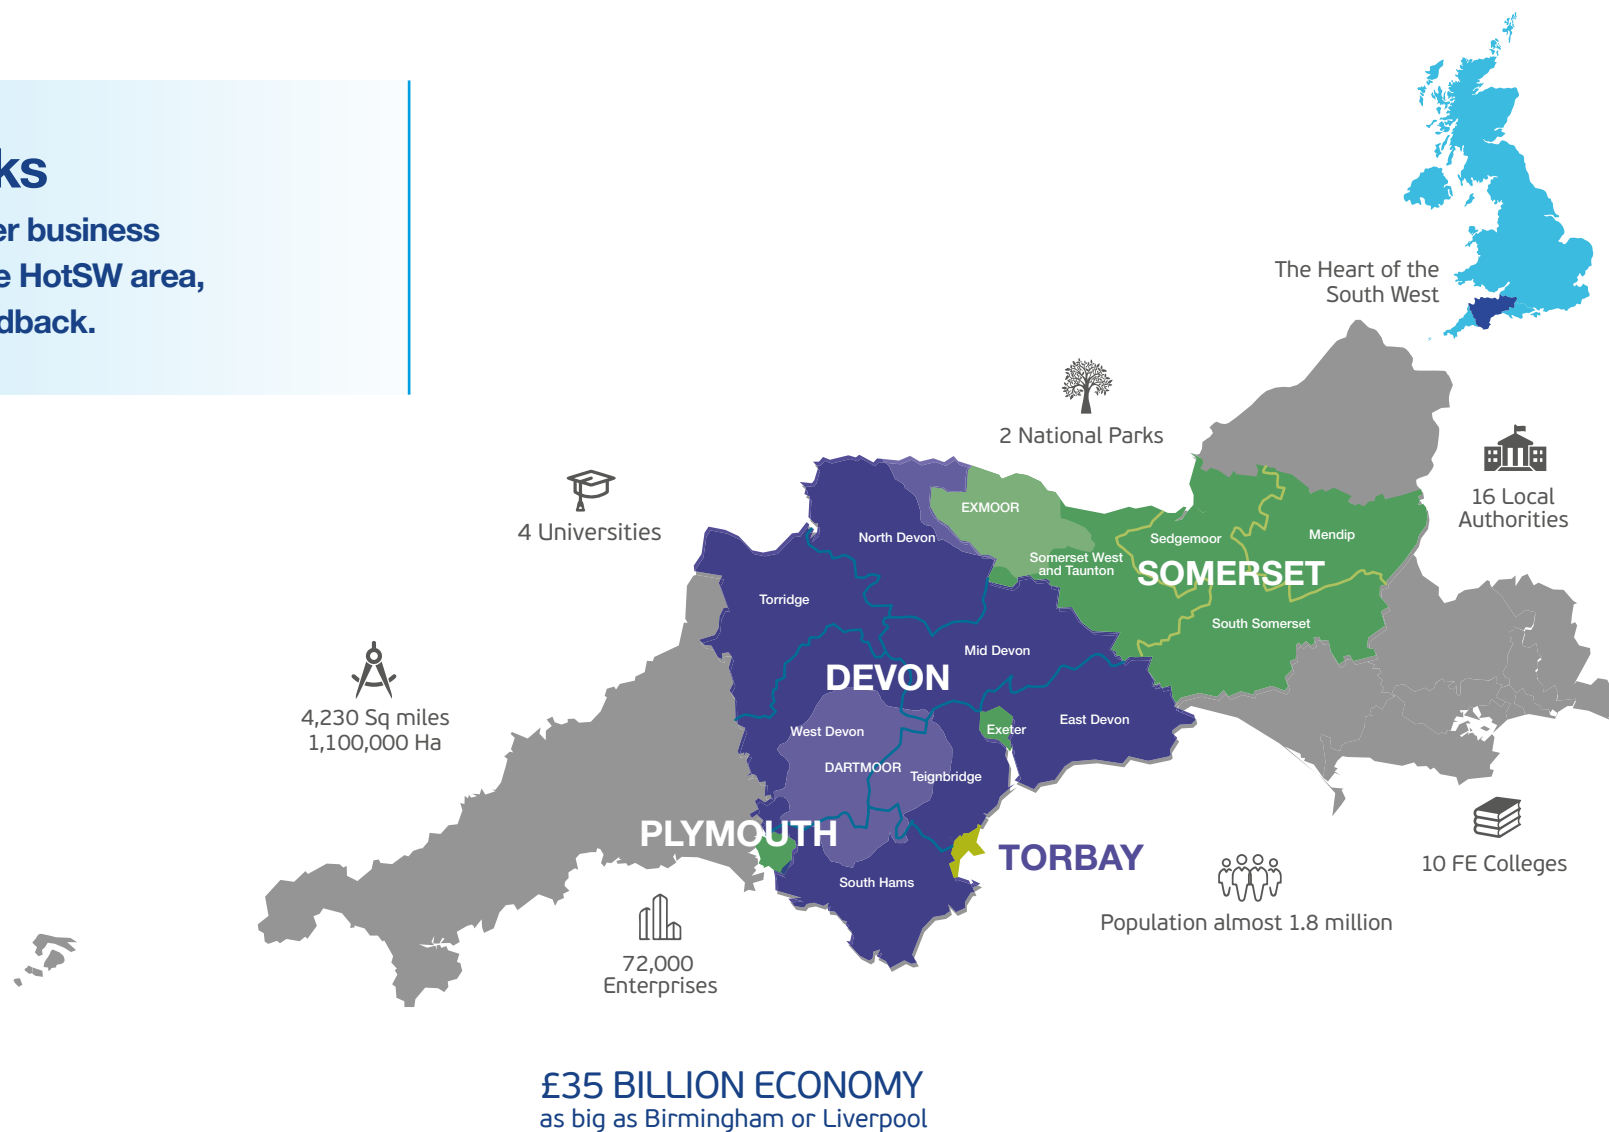 ks
er business
e HotSW area,
dback.
The Heart of the
South West
2 National Parks
4 Universities
16 Local
Authorities
4,230 Sq miles
1,100,000 Ha
EXMOOR
North Devon
Somerset West
and Taunton
Sedgemoor
Mendip
SOMERSET
South Somerset
Torridge
Mid Devon
DEVON
West Devon
Exeter
East Devon
DARTMOOR
Teignbridge
PLYMOUTH
TORBAY
South Hams
10 FE Colleges
Population almost 1.8 million
72,000
Enterprises
£35 BILLION ECONOMY
as big as Birmingham or Liverpool